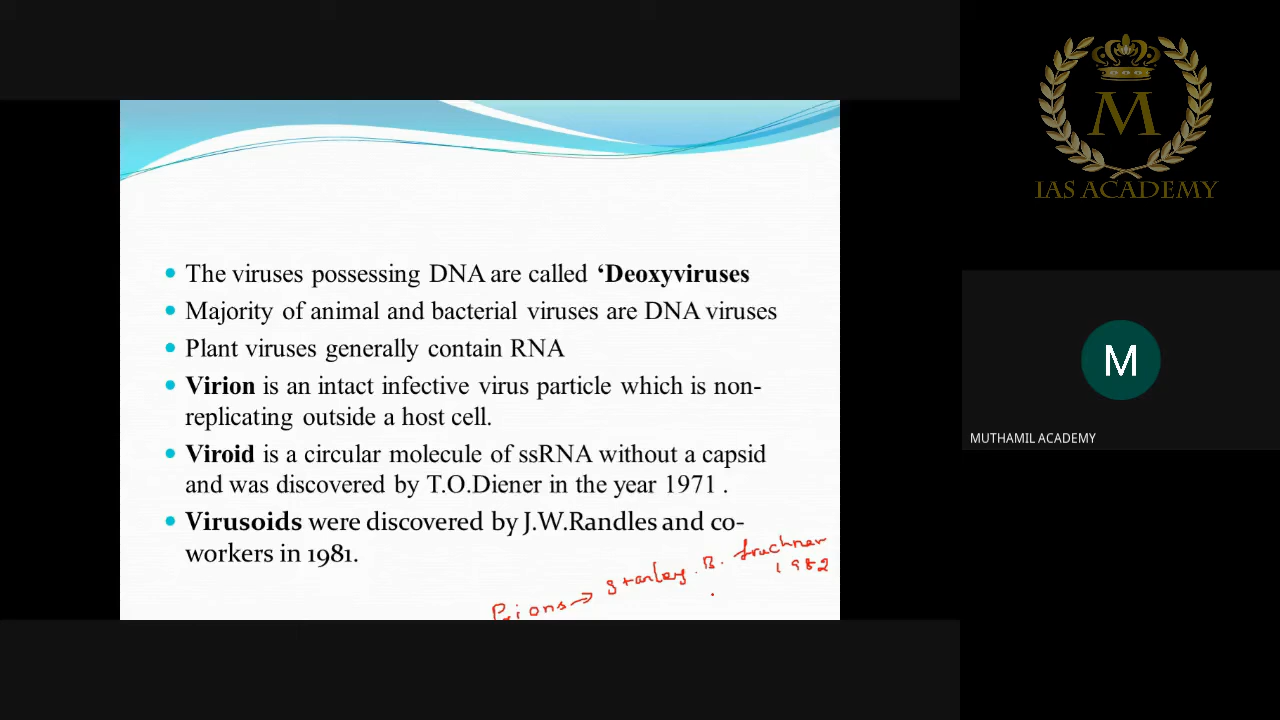 M
IAS ACADEMY
The viruses possessing DNA are called ‘Deoxyviruses
Majority of animal and bacterial viruses are DNA viruses
Plant viruses generally contain RNA
Virion is an intact infective virus particle which is non-
replicating outside a host cell.
Viroid is a circular molecule of ssRNA without a capsid
and was discovered by T.O.Diener in the year 1971 .
Virusoids were discovered by J.W.Randles and co-
workers in 1981.
Prions → Stanley. B.
1982
M
MUTHAMIL ACADEMY